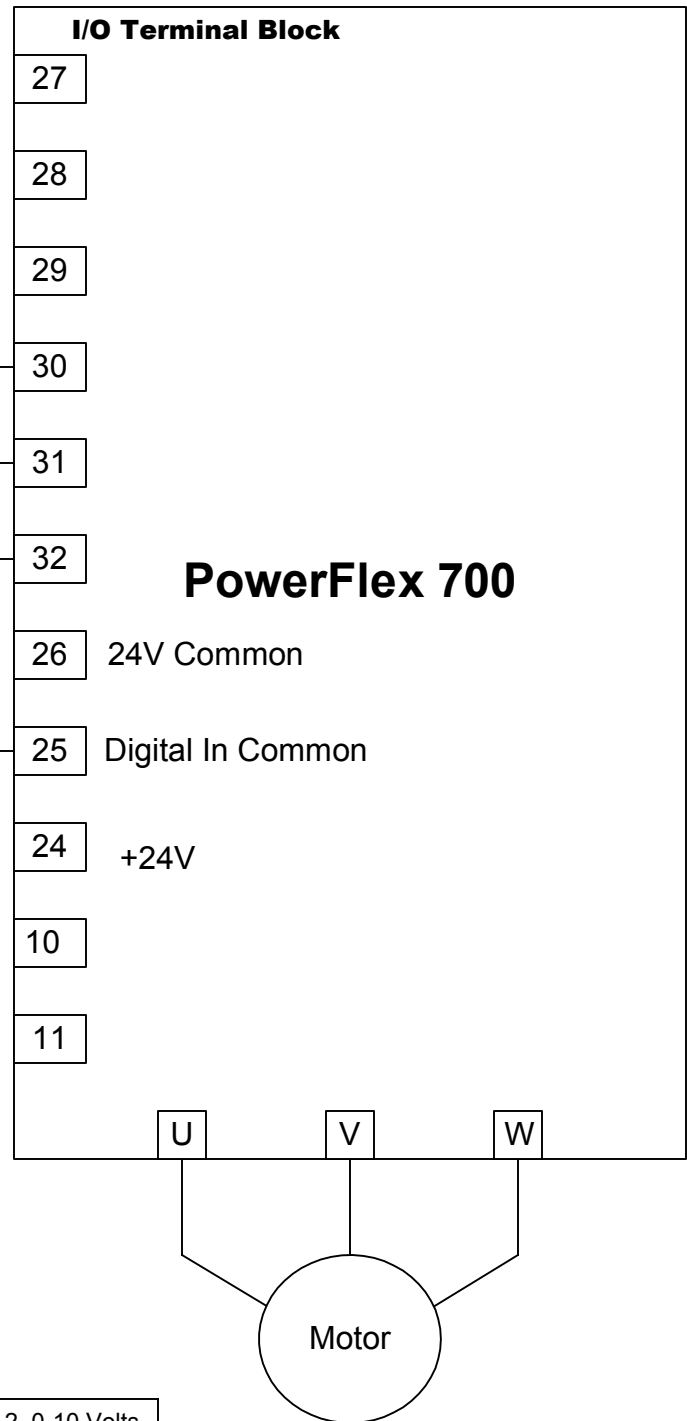 I/O Terminal Block
27
28
29
30
31
32
PowerFlex 700
26 24V Common
25 Digital In Common
24 +24V
10
11
U V W
Motor
2 0-10 Volts